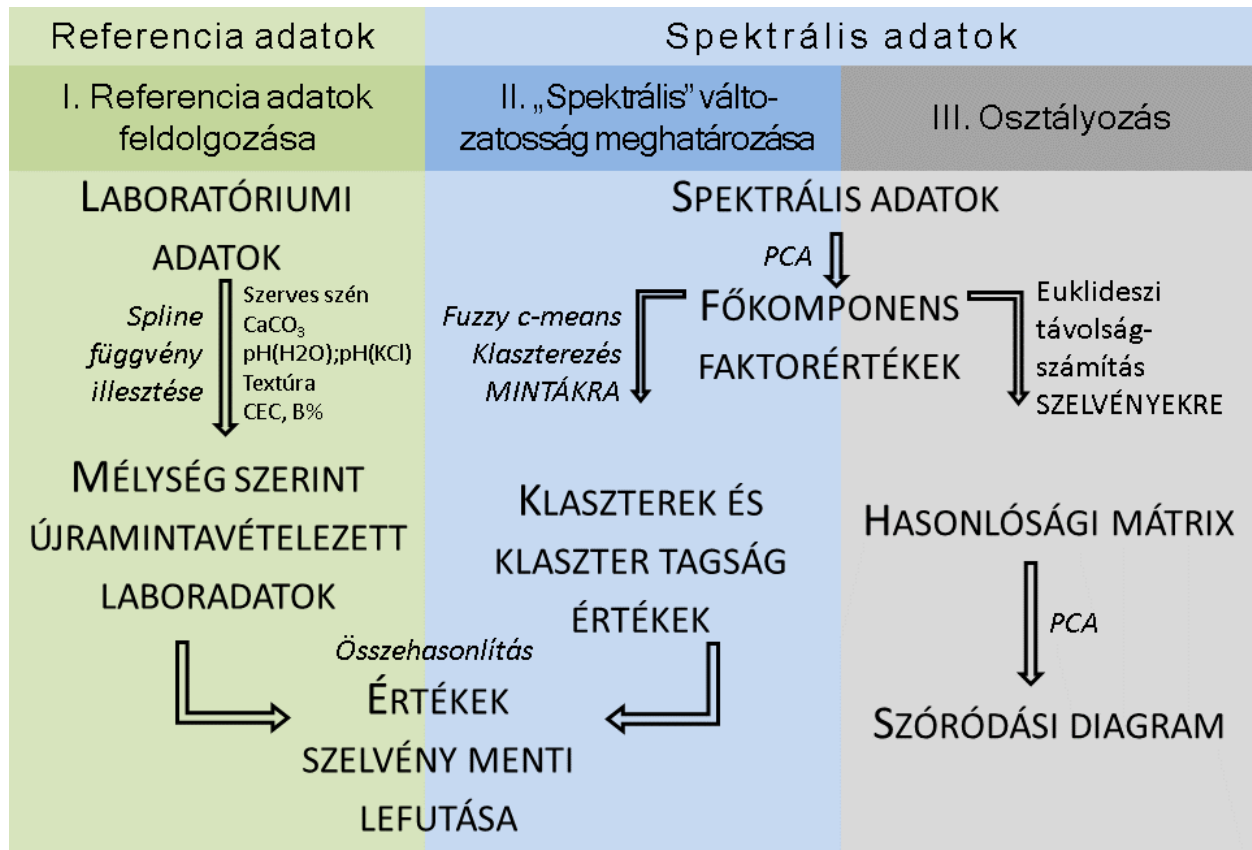 Referencia adatok
Spektrális adatok
I. Referencia adatok
feldolgozása
II. „Spektrális” válto-
zatosság meghatározása
III. Osztályozás
LABORATÓRIUMI
ADATOK
Spline
függvény
illesztése
Szerves szén
CaCO₃
pH(H2O);pH(KCl)
Textúra
CEC, B%
MÉLYSÉG SZERINT
ÚJRAMINTAVÉTELEZETT
LABORADATOK
SPEKTRÁLIS ADATOK
PCA
FŐKOMPONENS
FAKTORÉRTÉKEK
Fuzzy c-means
Klaszterezés
MINTÁKRA
Euklideszi
távolság-
számítás
SZELVÉNYEKRE
KLASZTEREK ÉS
KLASZTER TAGSÁG
ÉRTÉKEK
HASONLÓSÁGI MÁTRIX
PCA
SZÓRÓDÁSI DIAGRAM
Összehasonlítás
ÉRTÉKEK
SZELVÉNY MENTI
LEFUTÁSA